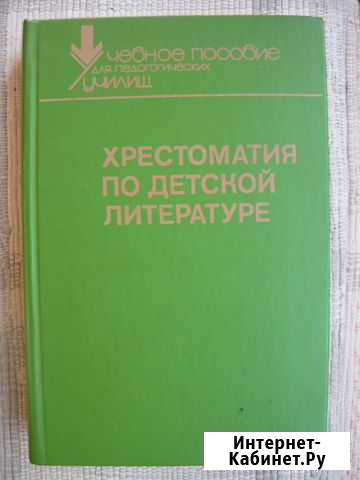 Учебное пособие
для педагогических
училищ
ХРЕСТОМАТИЯ
ПО ДЕТСКОЙ
ЛИТЕРАТУРЕ
Интернет-
Кабинет.Ру